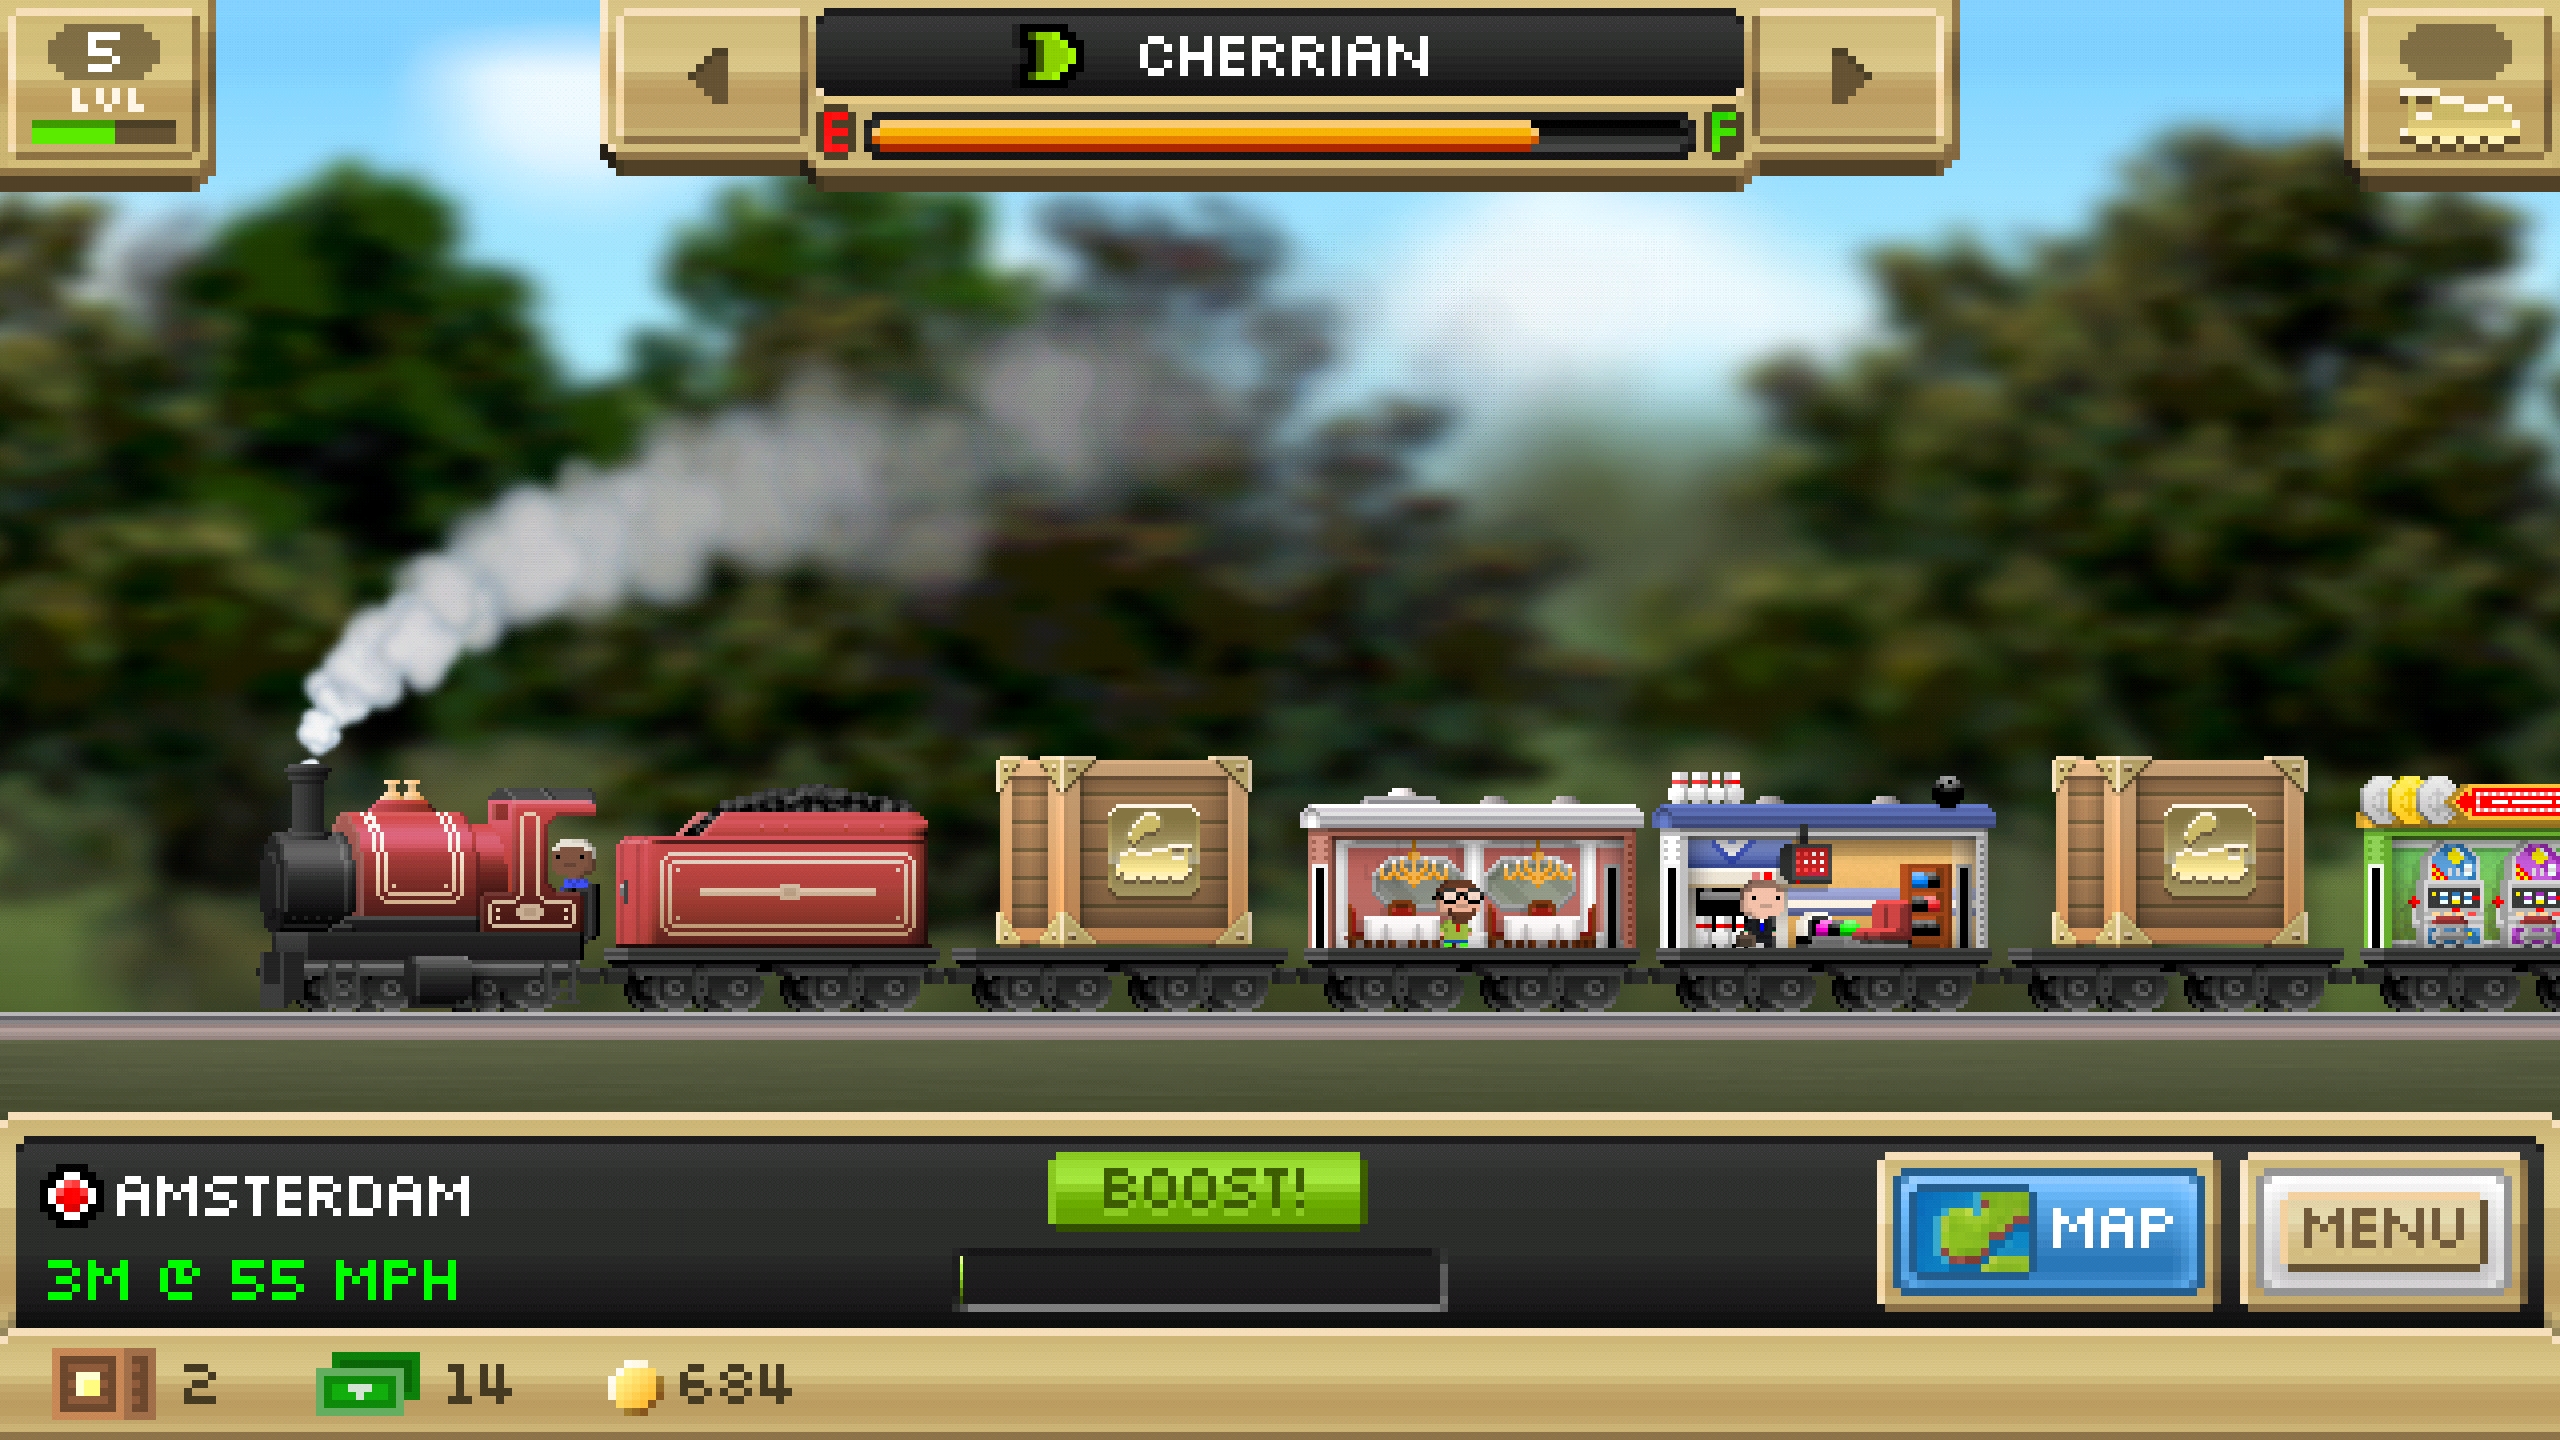 5
LVL
CHERRIAN
E F
AMSTERDAM
3M @ 55 MPH
BOOST!
MAP
MENU
2 14 684